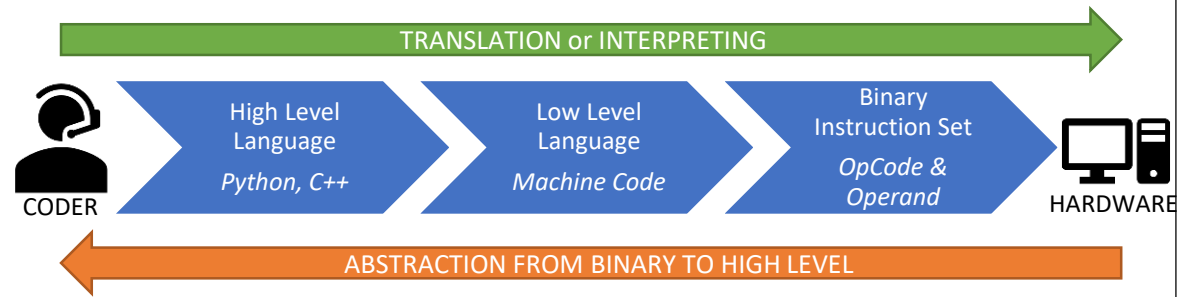 TRANSLATION or INTERPRETING
High Level
Language
Python, C++
Low Level
Language
Machine Code
Binary
Instruction Set
OpCode &
Operand
CODER
HARDWARE
ABSTRACTION FROM BINARY TO HIGH LEVEL